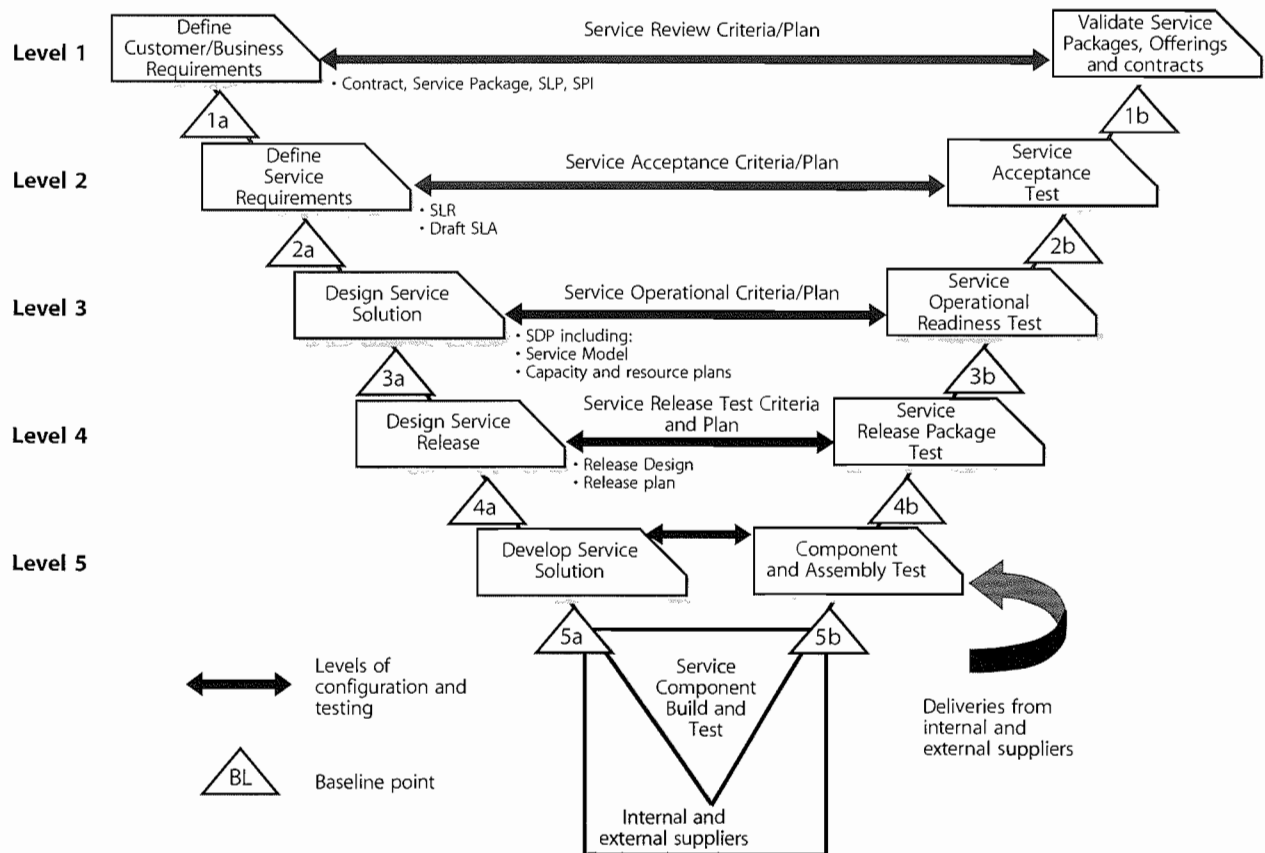 Level 1
Define
Customer/Business
Requirements
Service Review Criteria/Plan
• Contract, Service Package, SLP, SPI
Validate Service
Packages, Offerings
and contracts
1a
1b
Level 2
Define
Service
Requirements
Service Acceptance Criteria/Plan
• SLR
• Draft SLA
Service
Acceptance
Test
2a
2b
Level 3
Design Service
Solution
Service Operational Criteria/Plan
• SDP including:
• Service Model
• Capacity and resource plans
Service
Operational
Readiness Test
3a
3b
Level 4
Design Service
Release
Service Release Test Criteria
and Plan
• Release Design
• Release plan
Service
Release Package
Test
4a
4b
Level 5
Develop Service
Solution
Component
and Assembly Test
5a
5b
Service
Component
Build and
Test
Internal and
external suppliers
Deliveries from
internal and
external suppliers
Levels of
configuration and
testing
BL
Baseline point